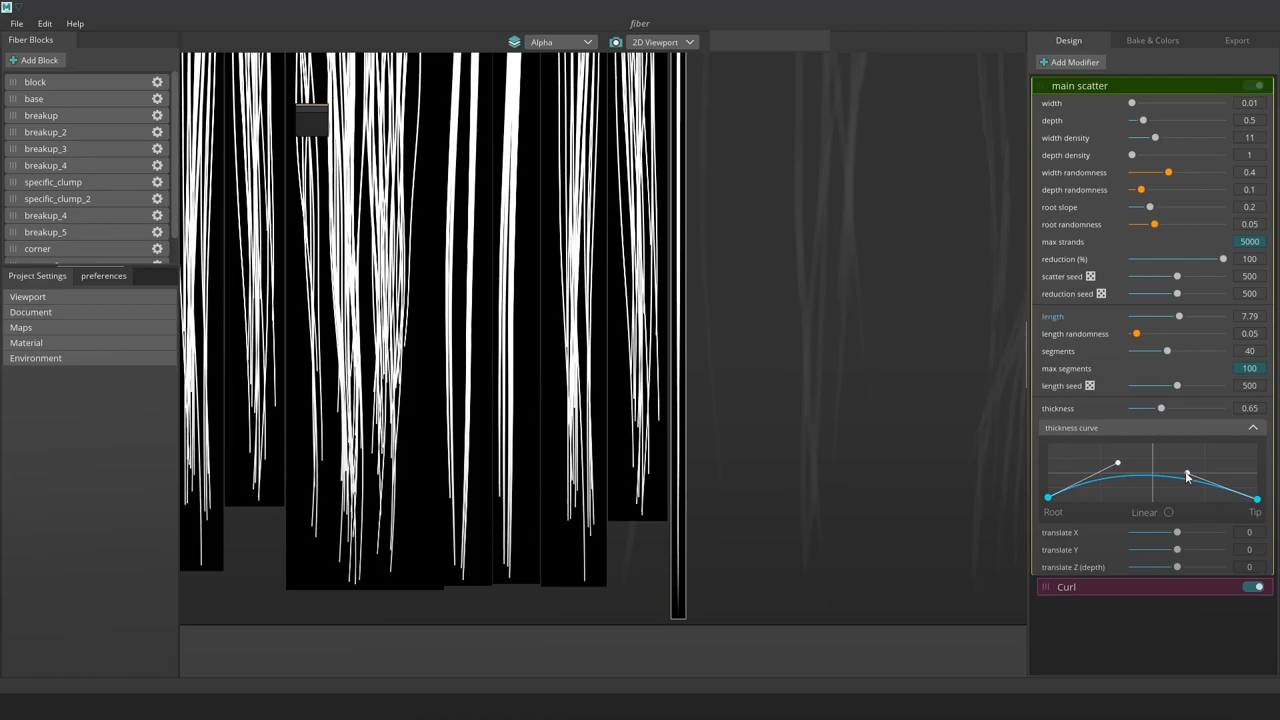 File Edit Help
fiber
Fiber Blocks
Add Block
block
base
breakup
breakup_2
breakup_3
breakup_4
specific_clump
specific_clump_2
breakup_4
breakup_5
corner
Project Settings preferences
Viewport
Document
Maps
Material
Environment
Alpha
2D Viewport
Design Bake & Colors Export
Add Modifier
main scatter
width 0.01
depth 0.5
width density 11
depth density 1
width randomness 0.4
depth randomness 0.1
root slope 0.2
root randomness 0.05
max strands 5000
reduction (%) 100
scatter seed 500
reduction seed 500
length 7.79
length randomness 0.05
segments 40
max segments 100
length seed 500
thickness 0.65
thickness curve
Root Linear Tip
translate X 0
translate Y 0
translate Z (depth) 0
Curl